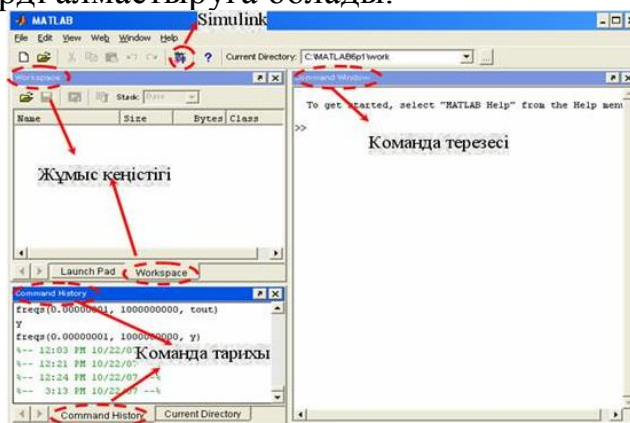 рді алмастыруға болады.
Simulink
MATLAB
File Edit View Web Window Help
? Current Directory: C:\MATLAB6p1\work ...
Workspace
Stack: Base
Name Size Bytes Class
Жұмыс кеңістігі
Launch Pad Workspace
Command History
freqs(0.00000001, 1000000000, tout)
y
freqs(0.00000001, 1000000000, y)
%-- 12:03 PM 10/22/07
%-- 12:21 PM 10/22/07
%-- 12:24 PM 10/22/07 --%
%-- 3:13 PM 10/22/07 --%
Команда тарихы
Command History Current Directory
Command Window
To get started, select "MATLAB Help" from the Help menu
>>
Команда терезесі